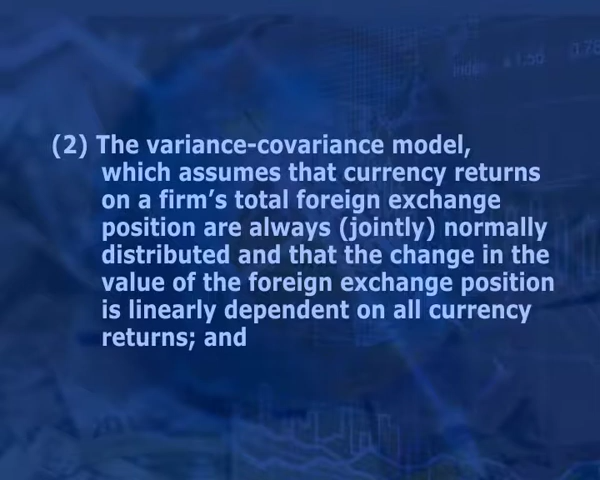 (2) The variance-covariance model,
which assumes that currency returns
on a firm's total foreign exchange
position are always (jointly) normally
distributed and that the change in the
value of the foreign exchange position
is linearly dependent on all currency
returns; and